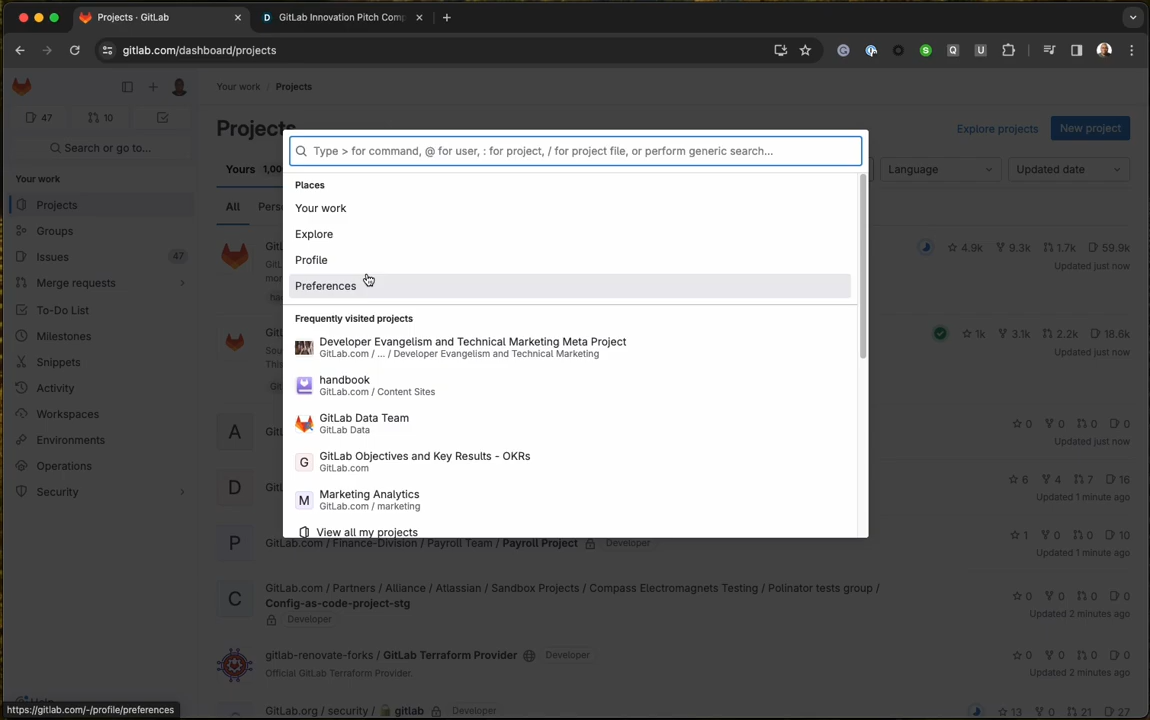 Projects · GitLab
GitLab Innovation Pitch Com
gitlab.com/dashboard/projects
47
10
Search or go to...
Your work
Projects
Groups
Issues
47
Merge requests
To-Do List
Milestones
Snippets
Activity
Workspaces
Environments
Operations
Security
Your work / Projects
Projects
Explore projects
New project
Yours
Language
Updated date
All
Type > for command, @ for user, : for project, / for project file, or perform generic search...
Places
Your work
Explore
Profile
Preferences
Frequently visited projects
Developer Evangelism and Technical Marketing Meta Project
GitLab.com / ... / Developer Evangelism and Technical Marketing
handbook
GitLab.com / Content Sites
GitLab Data Team
GitLab Data
G
GitLab Objectives and Key Results - OKRs
GitLab.com
M
Marketing Analytics
GitLab.com / marketing
View all my projects
4.9k 9.3k 1.7k 59.9k
Updated just now
1k 3.1k 2.2k 18.6k
Updated just now
A
0 0 0 0
Updated just now
D
6 4 7 16
Updated 1 minute ago
P
GitLab.com / Finance-Division / Payroll Team / Payroll Project
Developer
1 0 0 10
Updated 1 minute ago
C
GitLab.com / Partners / Alliance / Atlassian / Sandbox Projects / Compass Electromagnets Testing / Polinator tests group /
Config-as-code-project-stg
Developer
0 0 0 0
Updated 2 minutes ago
gitlab-renovate-forks / GitLab Terraform Provider
Developer
Official GitLab Terraform Provider.
0 0 0 0
Updated 2 minutes ago
GitLab.org / security / gitlab
Developer
13 0 21 27
https://gitlab.com/-/profile/preferences